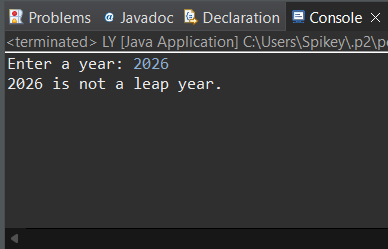 Problems @ Javadoc Declaration Console
<terminated> LY [Java Application] C:\Users\Spikey\.p2\p
Enter a year: 2026
2026 is not a leap year.